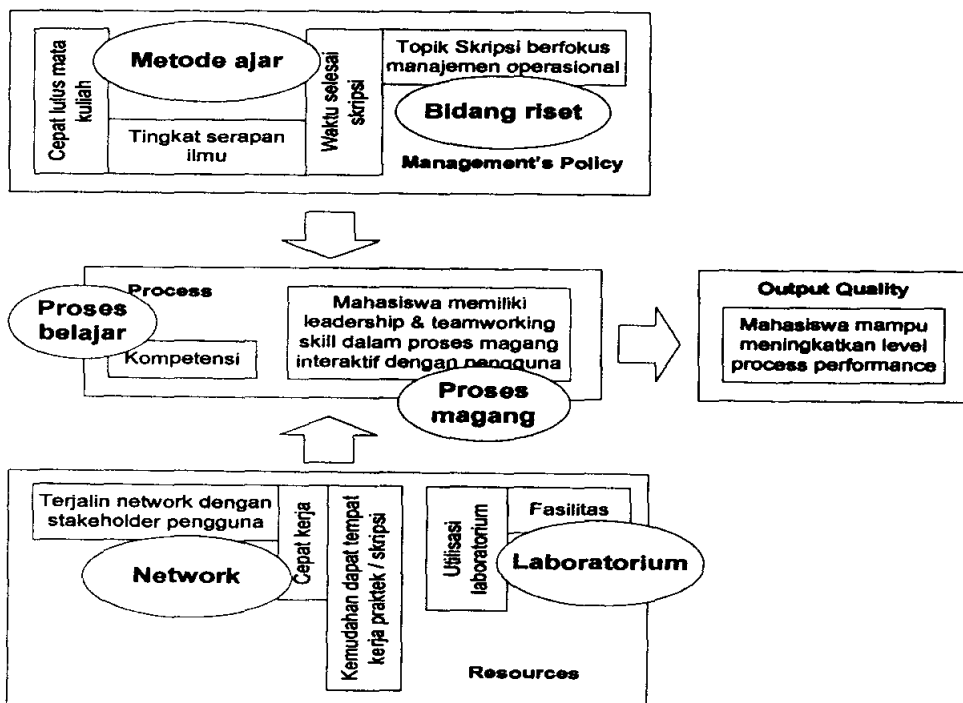 Cepat lulus mata
kuliah
Metode ajar
Tingkat serapan
ilmu
Waktu selesai
skripsi
Topik Skripsi berfokus
manajemen operasional
Bidang riset
Management's Policy
Process
Proses
belajar
Kompetensi
Mahasiswa memiliki
leadership & teamworking
skill dalam proses magang
interaktif dengan pengguna
Proses
magang
Output Quality
Mahasiswa mampu
meningkatkan level
process performance
Terjalin network dengan
stakeholder pengguna
Network
Cepat kerja
Kemudahan dapat tempat
kerja praktek / skripsi
Utilisasi
laboratorium
Fasilitas
Laboratorium
Resources